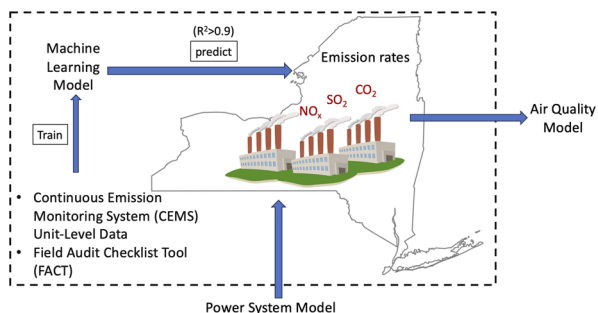 Machine
Learning
Model
(R²>0.9)
predict
Emission rates
NOₓ
SO₂
CO₂
Air Quality
Model
Train
• Continuous Emission
Monitoring System (CEMS)
Unit-Level Data
• Field Audit Checklist Tool
(FACT)
Power System Model